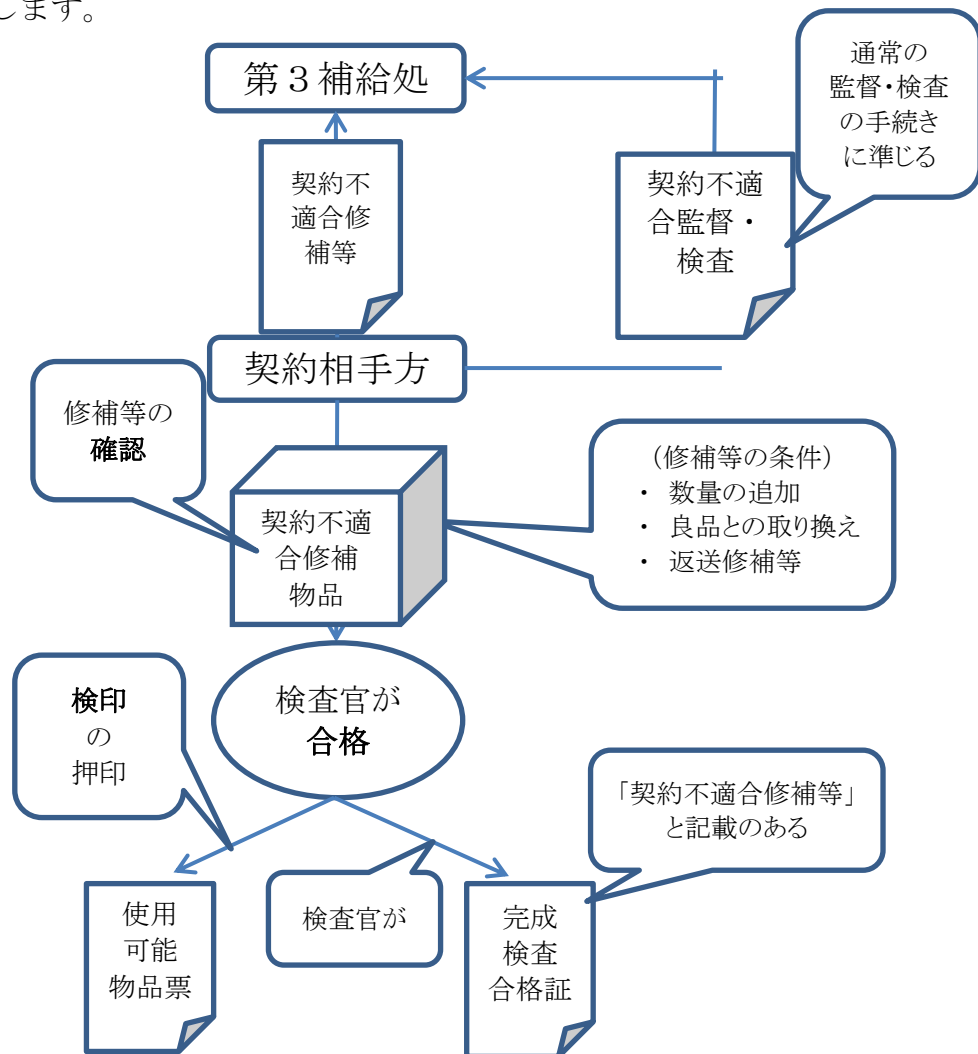 します。
第３補給処
通常の
監督・検査
の手続き
に準じる
契約不
適合修
補等
契約不適
合監督・
検査
契約相手方
修補等の
確認
契約不適
合修補
物品
（修補等の条件）
・ 数量の追加
・ 良品との取り換え
・ 返送修補等
検査官が
合格
検印
の
押印
「契約不適合修補等」
と記載のある
使用
可能
物品票
検査官が
完成
検査
合格証